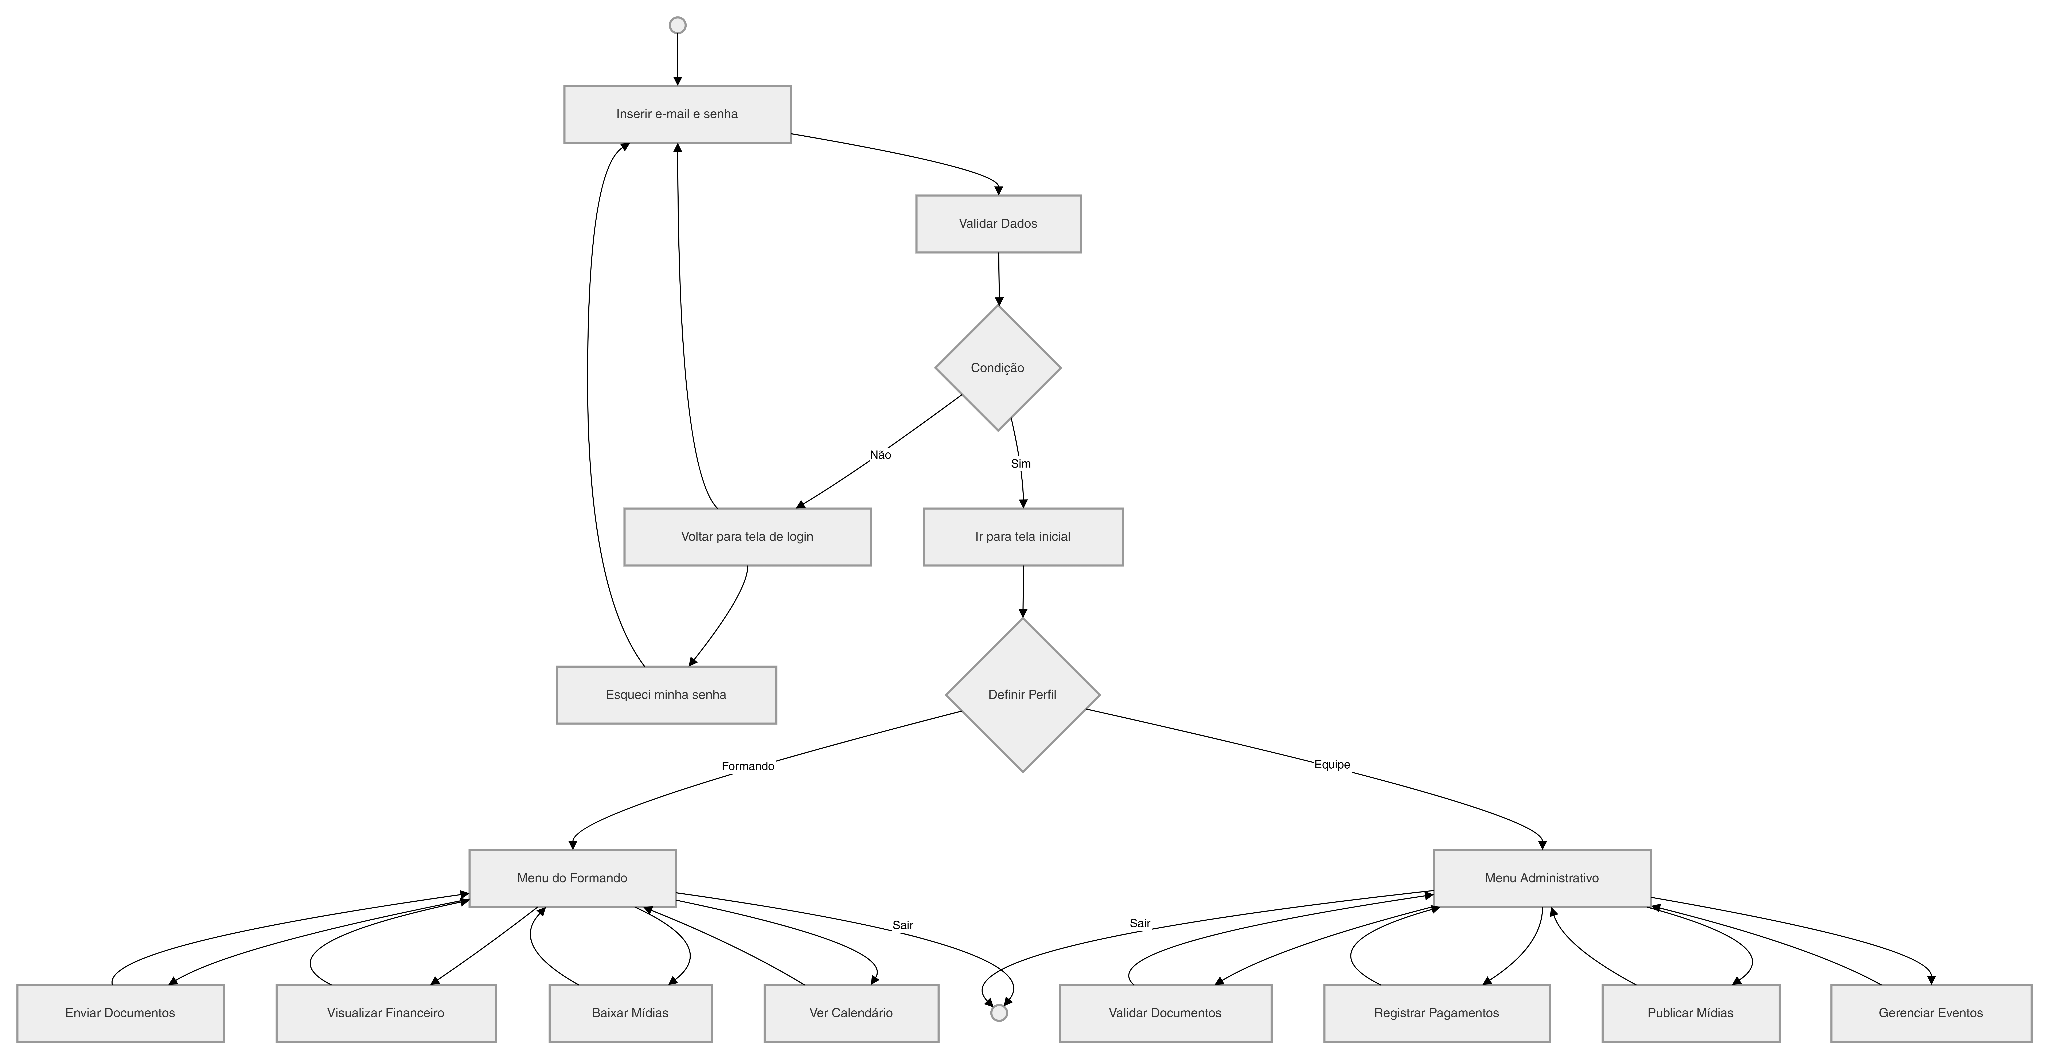 Inserir e-mail e senha
Validar Dados
Condição
Não
Sim
Voltar para tela de login
Ir para tela inicial
Esqueci minha senha
Definir Perfil
Formando
Equipe
Menu do Formando
Menu Administrativo
Sair
Sair
Enviar Documentos
Visualizar Financeiro
Baixar Mídias
Ver Calendário
Validar Documentos
Registrar Pagamentos
Publicar Mídias
Gerenciar Eventos